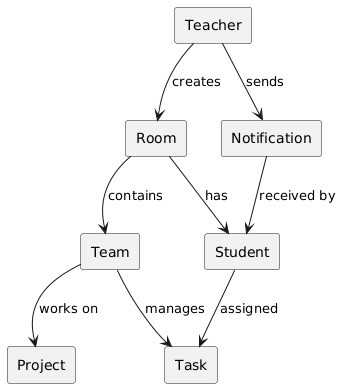 Teacher
creates
sends
Room
Notification
contains
has
received by
Team
Student
works on
manages
assigned
Project
Task